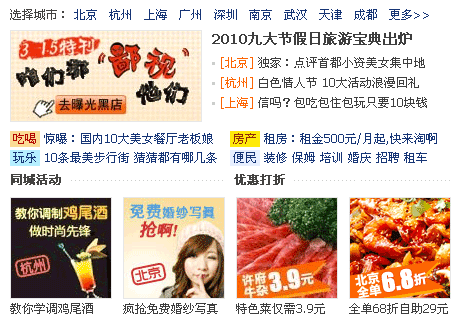 选择城市： 北京 杭州 上海 广州 深圳 南京 武汉 天津 成都 更多>>
3·15特刊
咱们都"鄙视"他们
去曝光黑店
2010九大节假日旅游宝典出炉
[北京] 独家：点评首都小资美女集中地
[杭州] 白色情人节 10大活动浪漫回礼
[上海] 信吗？包吃包住包玩只要10块钱
吃喝 惊曝：国内10大美女餐厅老板娘
房产 租房：租金500元/月起,快来淘啊
玩乐 10条最美步行街 猜猜都有哪几条
便民 装修 保姆 培训 婚庆 招聘 租车
同城活动
优惠打折
教你调制鸡尾酒
做时尚先锋
杭州
免费婚纱写真
抢啊!
北京
许府牛杂 3.9元
北京全单 6.8折
教你学调鸡尾酒
疯抢免费婚纱写真
特色菜仅需3.9元
全单68折自助29元